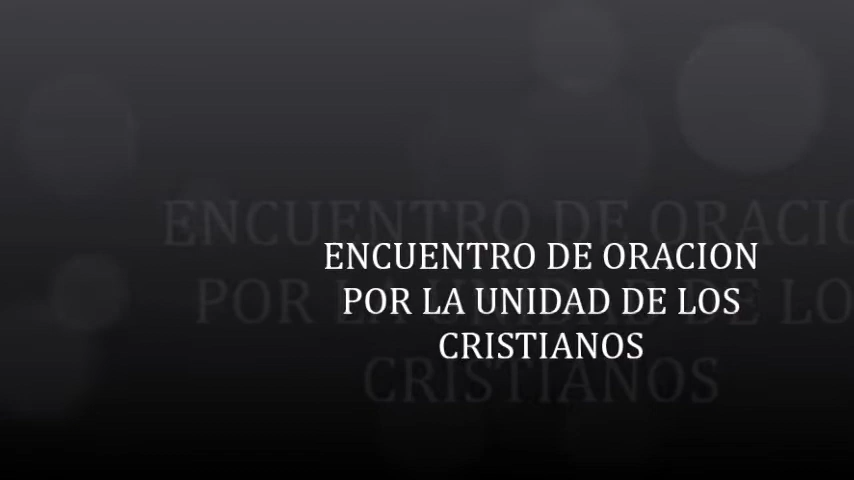 ENCUENTRO DE ORACION
POR LA UNIDAD DE LOS
CRISTIANOS